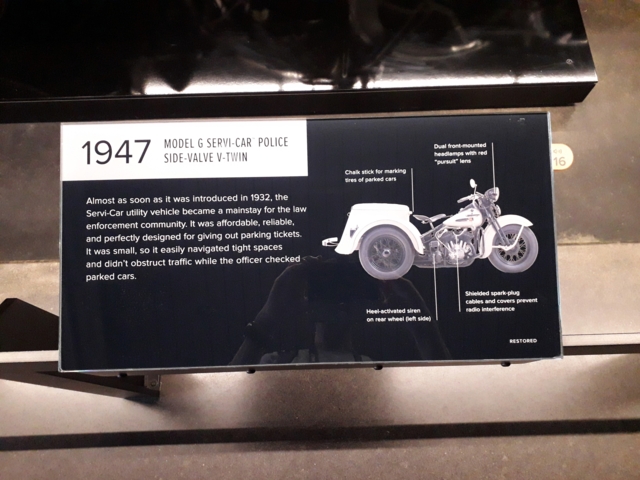 1947
MODEL G SERVI-CAR™ POLICE
SIDE-VALVE V-TWIN
Almost as soon as it was introduced in 1932, the
Servi-Car utility vehicle became a mainstay for the law
enforcement community. It was affordable, reliable,
and perfectly designed for giving out parking tickets.
It was small, so it easily navigated tight spaces
and didn't obstruct traffic while the officer checked
parked cars.
Chalk stick for marking
tires of parked cars
Dual front-mounted
headlamps with red
"pursuit" lens
Heel-activated siren
on rear wheel (left side)
Shielded spark-plug
cables and covers prevent
radio interference
RESTORED
16